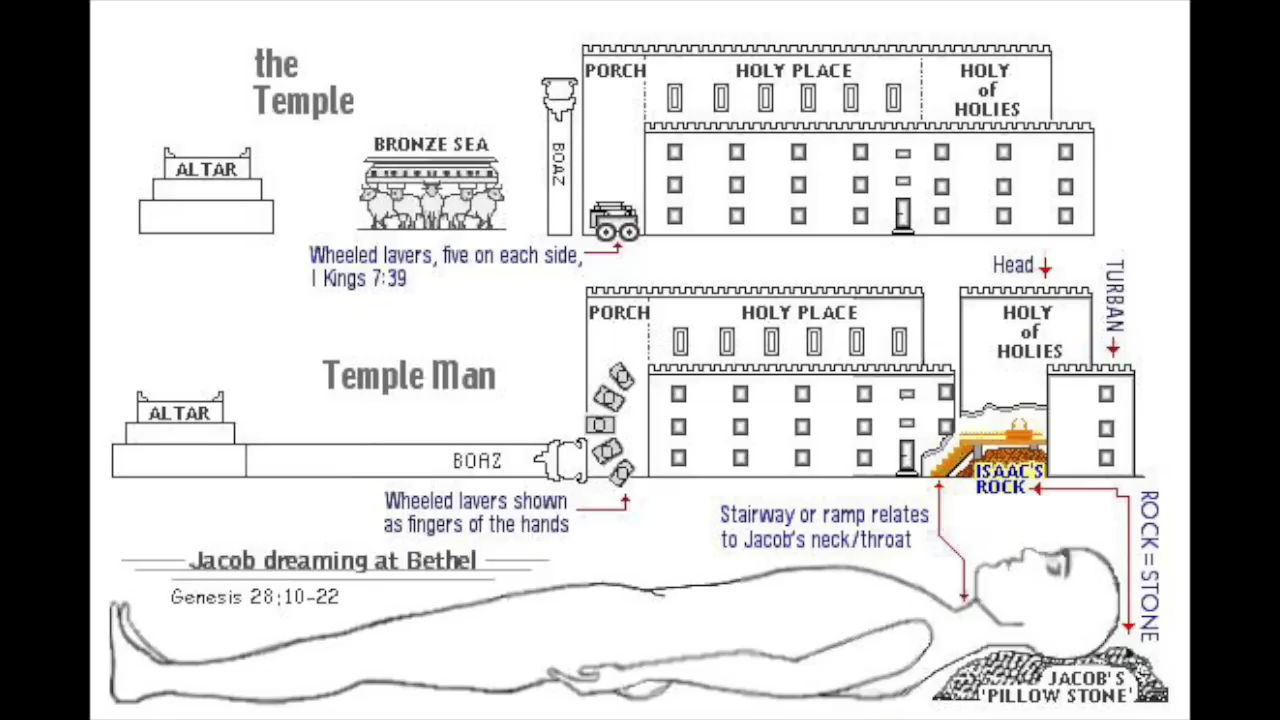 the
Temple
ALTAR
BRONZE SEA
BOAZ
PORCH
HOLY PLACE
HOLY
of
HOLIES
Wheeled lavers, five on each side,
I Kings 7:39
Head
TURBAN
Temple Man
ALTAR
BOAZ
PORCH
HOLY PLACE
HOLY
of
HOLIES
ISAAC'S
ROCK
Wheeled lavers shown
as fingers of the hands
Stairway or ramp relates
to Jacob's neck/throat
ROCK = STONE
Jacob dreaming at Bethel
Genesis 28;10-22
JACOB'S
'PILLOW STONE'